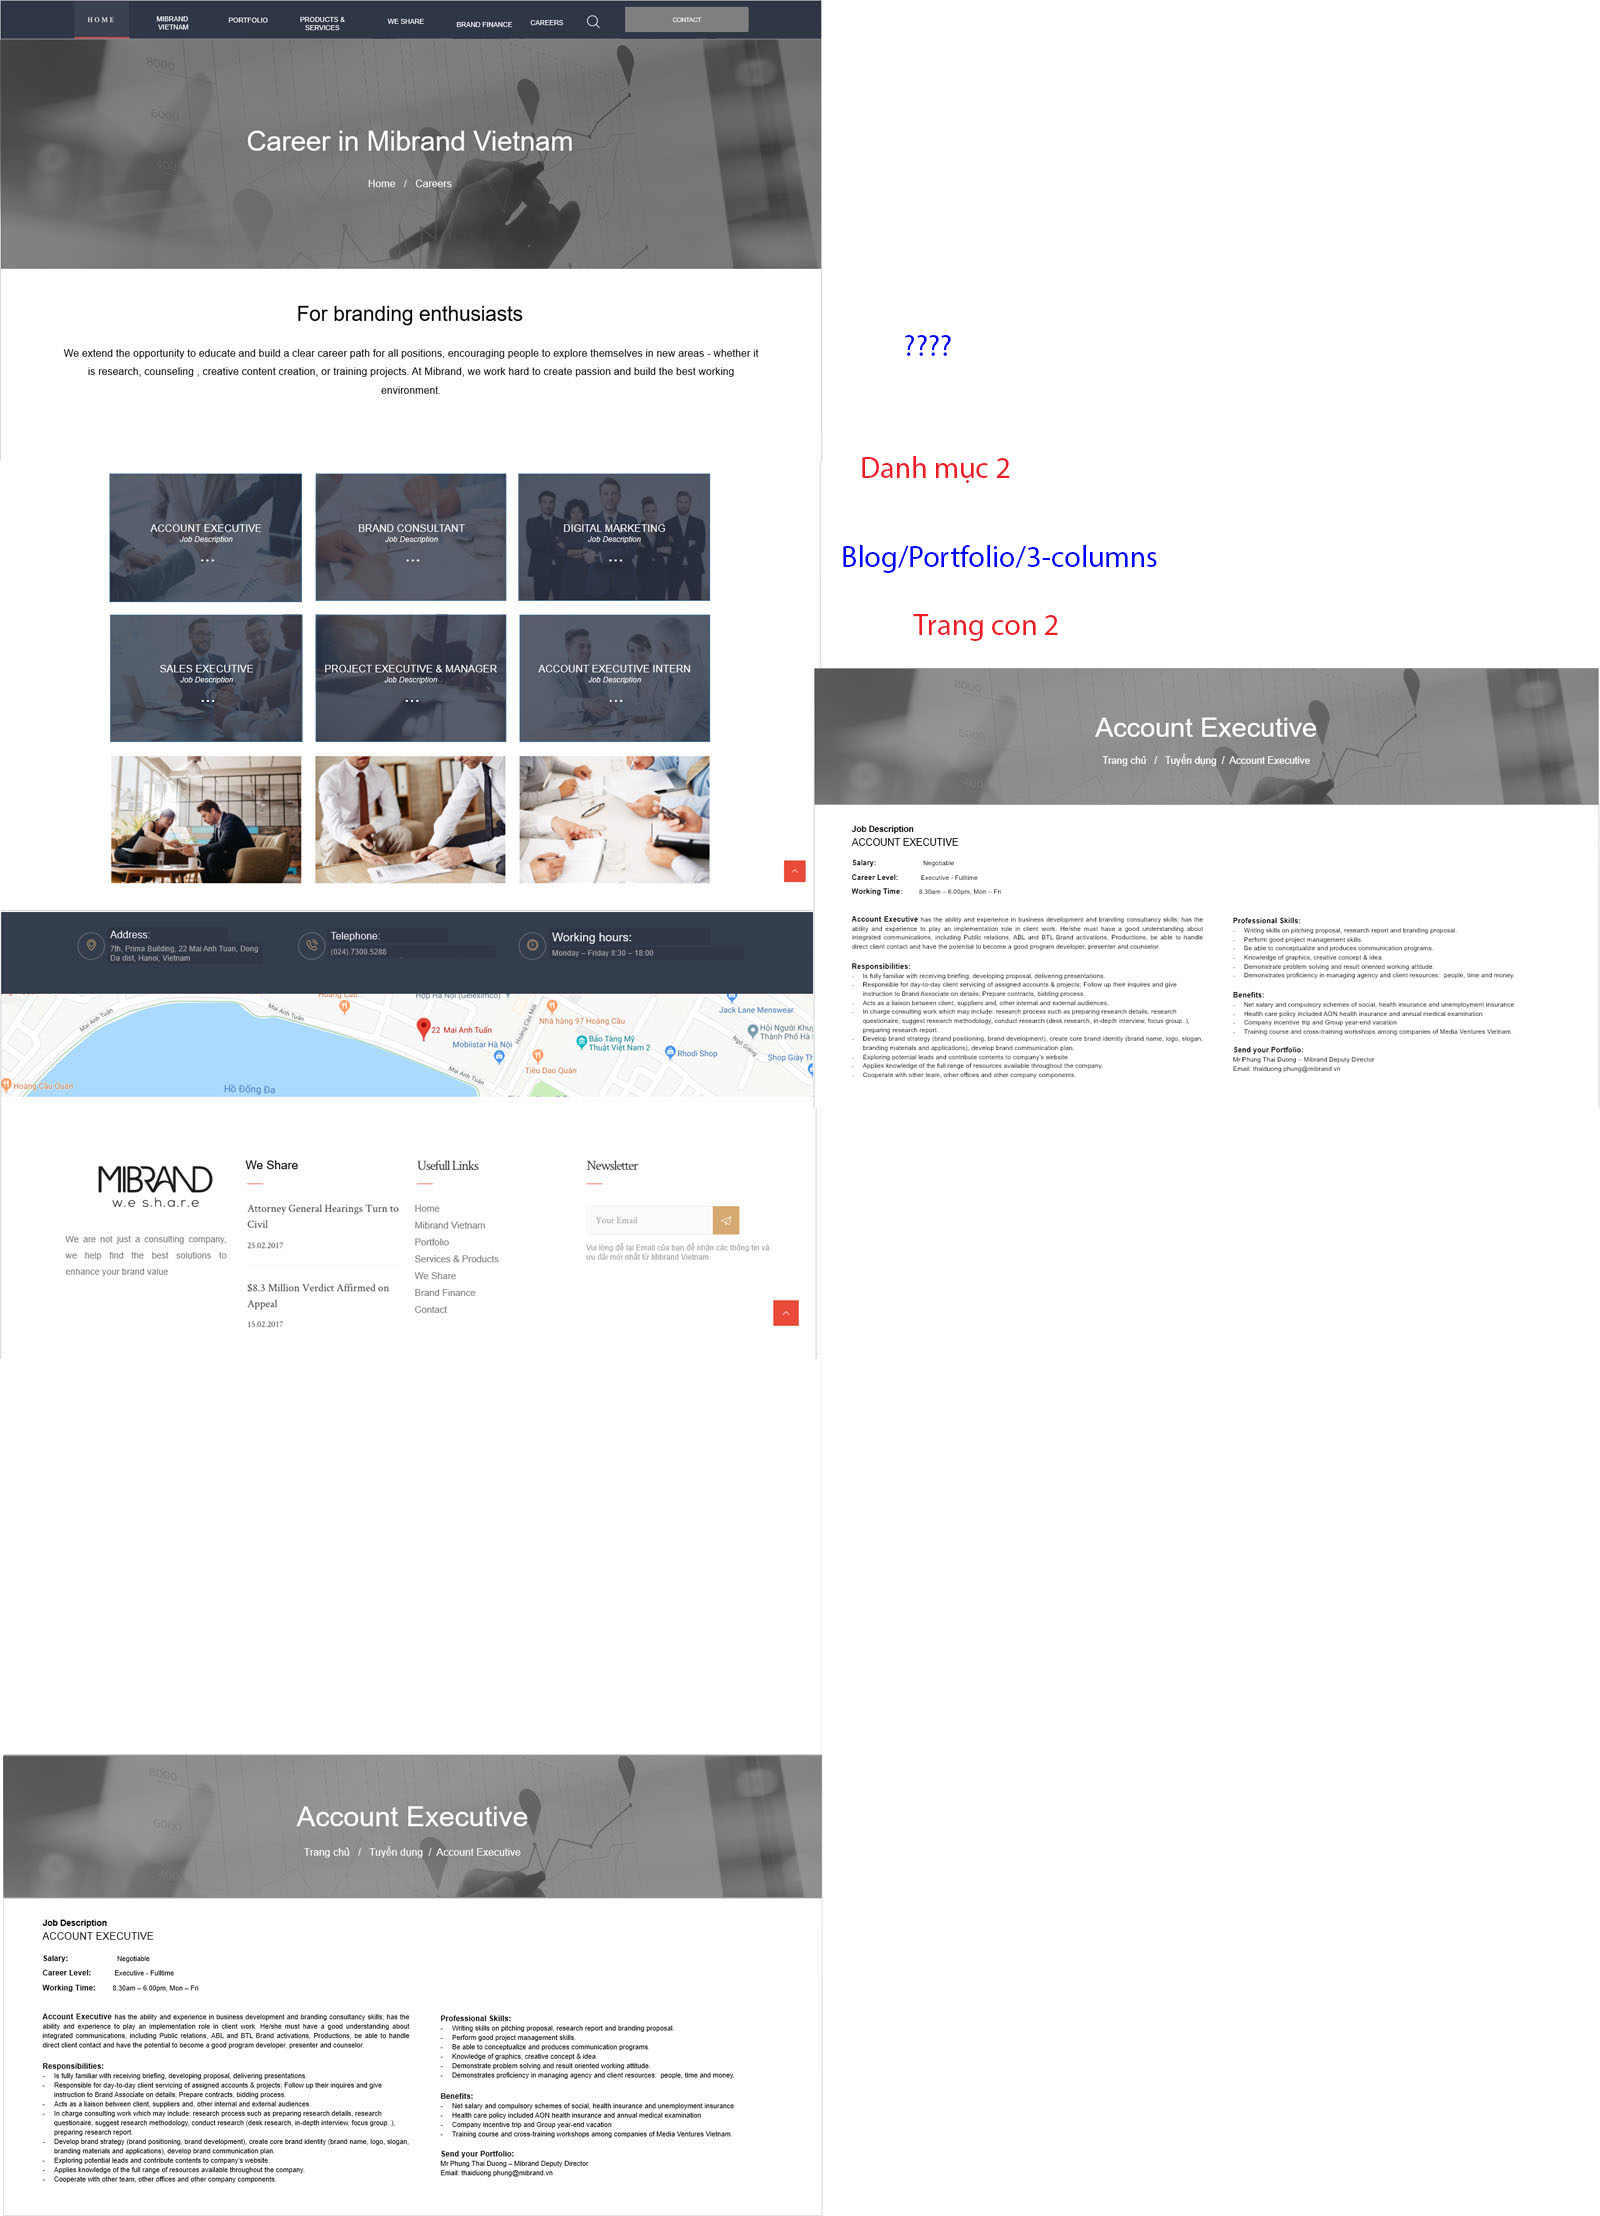 HOME
MIBRAND
VIETNAM
PORTFOLIO
PRODUCTS &
SERVICES
WE SHARE
BRAND FINANCE
CAREERS
CONTACT
8000
6000
400
Career in Mibrand Vietnam
Home / Careers
For branding enthusiasts
We extend the opportunity to educate and build a clear career path for all positions, encouraging people to explore themselves in new areas - whether it
is research, counseling , creative content creation, or training projects. At Mibrand, we work hard to create passion and build the best working
environment.
????
Danh mục 2
Blog/Portfolio/3-columns
Trang con 2
ACCOUNT EXECUTIVE
Job Description
...
BRAND CONSULTANT
Job Description
...
DIGITAL MARKETING
Job Description
...
SALES EXECUTIVE
Job Description
...
PROJECT EXECUTIVE & MANAGER
Job Description
...
ACCOUNT EXECUTIVE INTERN
Job Description
...
8000
6000
4000
Account Executive
Trang chủ / Tuyển dụng / Account Executive
Job Description
ACCOUNT EXECUTIVE
Salary: Negotiable
Career Level: Executive - Fulltime
Working Time: 8.30am – 6.00pm, Mon – Fri
Account Executive has the ability and experience in business development and branding consultancy skills; has the
ability and experience to play an implementation role in client work. He/she must have a good understanding about
integrated communications, including Public relations, ABL and BTL Brand activations, Productions, be able to handle
direct client contact and have the potential to become a good program developer, presenter and counselor.
Responsibilities:
- Is fully familiar with receiving briefing, developing proposal, delivering presentations.
- Responsible for day-to-day client servicing of assigned accounts & projects; Follow up their inquires and give
instruction to Brand Associate on details; Prepare contracts, bidding process.
- Acts as a liaison between client, suppliers and, other internal and external audiences.
- In charge consulting work which may include: research process such as preparing research details, research
questionaire, suggest research methodology, conduct research (desk research, in-depth interview, focus group..),
preparing research report.
- Develop brand strategy (brand positioning, brand development), create core brand identity (brand name, logo, slogan,
branding materials and applications), develop brand communication plan.
- Exploring potential leads and contribute contents to company's website.
- Applies knowledge of the full range of resources available throughout the company.
- Cooperate with other team, other offices and other company components.
Professional Skills:
- Writing skills on pitching proposal, research report and branding proposal.
- Perform good project management skills.
- Be able to conceptualize and produces communication programs.
- Knowledge of graphics, creative concept & idea.
- Demonstrate problem solving and result oriented working attitude.
- Demonstrates proficiency in managing agency and client resources: people, time and money.
Benefits:
- Net salary and compulsory schemes of social, health insurance and unemployment insurance
- Health care policy included AON health insurance and annual medical examination
- Company incentive trip and Group year-end vacation
- Training course and cross-training workshops among companies of Media Ventures Vietnam.
Send your Portfolio:
Mr.Phung Thai Duong – Mibrand Deputy Director
Email: thaiduong.phung@mibrand.vn
Address:
7th, Prima Building, 22 Mai Anh Tuan, Dong
Da dist, Hanoi, Vietnam
Telephone:
(024).7300.5288
Working hours:
Monday – Friday 8:30 – 18:00
Hoàng Cầu
Hợp Hà Nội (Geleximco)
Jack Lane Menswear
Mai Anh Tuấn
Mai Anh Tuấn
Hoàng Cầu Mới
Nhà hàng 97 Hoàng Cầu
22 Mai Anh Tuấn
Mobiistar Hà Nội
Bảo Tàng Mỹ
Thuật Việt Nam 2
Rhodi Shop
Hội Người Khuy
Thành Phố Hà
Shop Giày Th
Tiêu Dao Quán
Mai Anh Tuấn
Hoàng Cầu Quán
Hồ Đống Đa
MIBRAND
w.e s.h.a.r.e
We are not just a consulting company,
we help find the best solutions to
enhance your brand value
We Share
Attorney General Hearings Turn to
Civil
25.02.2017
$8.3 Million Verdict Affirmed on
Appeal
15.02.2017
Usefull Links
Home
Mibrand Vietnam
Portfolio
Services & Products
We Share
Brand Finance
Contact
Newsletter
Your Email
Vui lòng để lại Email của bạn để nhận các thông tin và
ưu đãi mới nhất từ Mibrand Vietnam.
8000
6000
4000
Account Executive
Trang chủ / Tuyển dụng / Account Executive
Job Description
ACCOUNT EXECUTIVE
Salary: Negotiable
Career Level: Executive - Fulltime
Working Time: 8.30am – 6.00pm, Mon – Fri
Account Executive has the ability and experience in business development and branding consultancy skills; has the
ability and experience to play an implementation role in client work. He/she must have a good understanding about
integrated communications, including Public relations, ABL and BTL Brand activations, Productions, be able to handle
direct client contact and have the potential to become a good program developer, presenter and counselor.
Responsibilities:
- Is fully familiar with receiving briefing, developing proposal, delivering presentations.
- Responsible for day-to-day client servicing of assigned accounts & projects; Follow up their inquires and give
instruction to Brand Associate on details; Prepare contracts, bidding process.
- Acts as a liaison between client, suppliers and, other internal and external audiences.
- In charge consulting work which may include: research process such as preparing research details, research
questionaire, suggest research methodology, conduct research (desk research, in-depth interview, focus group..),
preparing research report.
- Develop brand strategy (brand positioning, brand development), create core brand identity (brand name, logo, slogan,
branding materials and applications), develop brand communication plan.
- Exploring potential leads and contribute contents to company's website.
- Applies knowledge of the full range of resources available throughout the company.
- Cooperate with other team, other offices and other company components.
Professional Skills:
- Writing skills on pitching proposal, research report and branding proposal.
- Perform good project management skills.
- Be able to conceptualize and produces communication programs.
- Knowledge of graphics, creative concept & idea.
- Demonstrate problem solving and result oriented working attitude.
- Demonstrates proficiency in managing agency and client resources: people, time and money.
Benefits:
- Net salary and compulsory schemes of social, health insurance and unemployment insurance
- Health care policy included AON health insurance and annual medical examination
- Company incentive trip and Group year-end vacation
- Training course and cross-training workshops among companies of Media Ventures Vietnam.
Send your Portfolio:
Mr.Phung Thai Duong – Mibrand Deputy Director
Email: thaiduong.phung@mibrand.vn